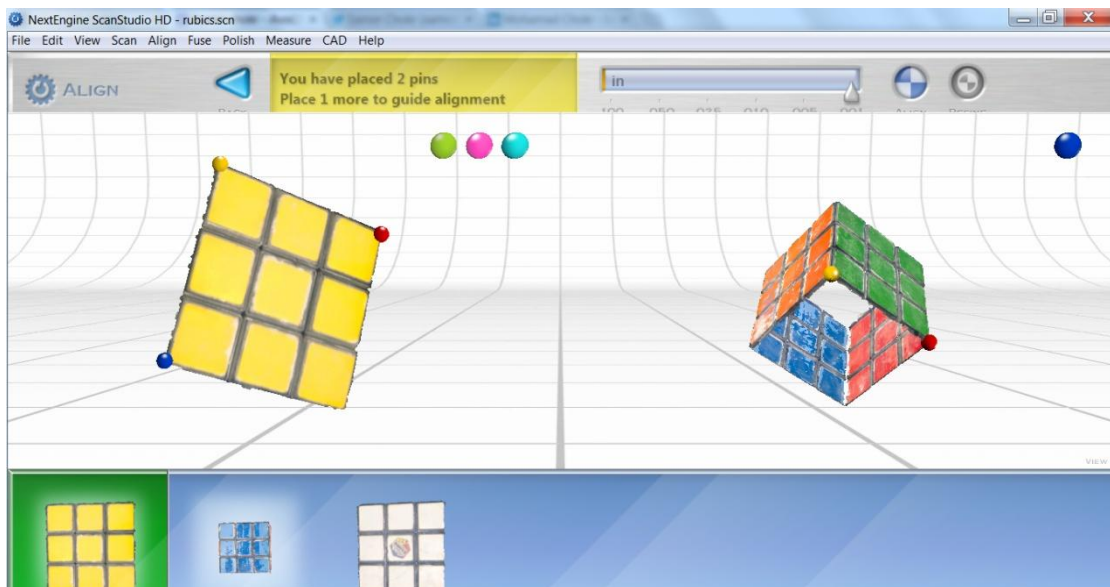 NextEngine ScanStudio HD - rubics.scn
File Edit View Scan Align Fuse Polish Measure CAD Help
ALIGN
You have placed 2 pins
Place 1 more to guide alignment
in
VIEW